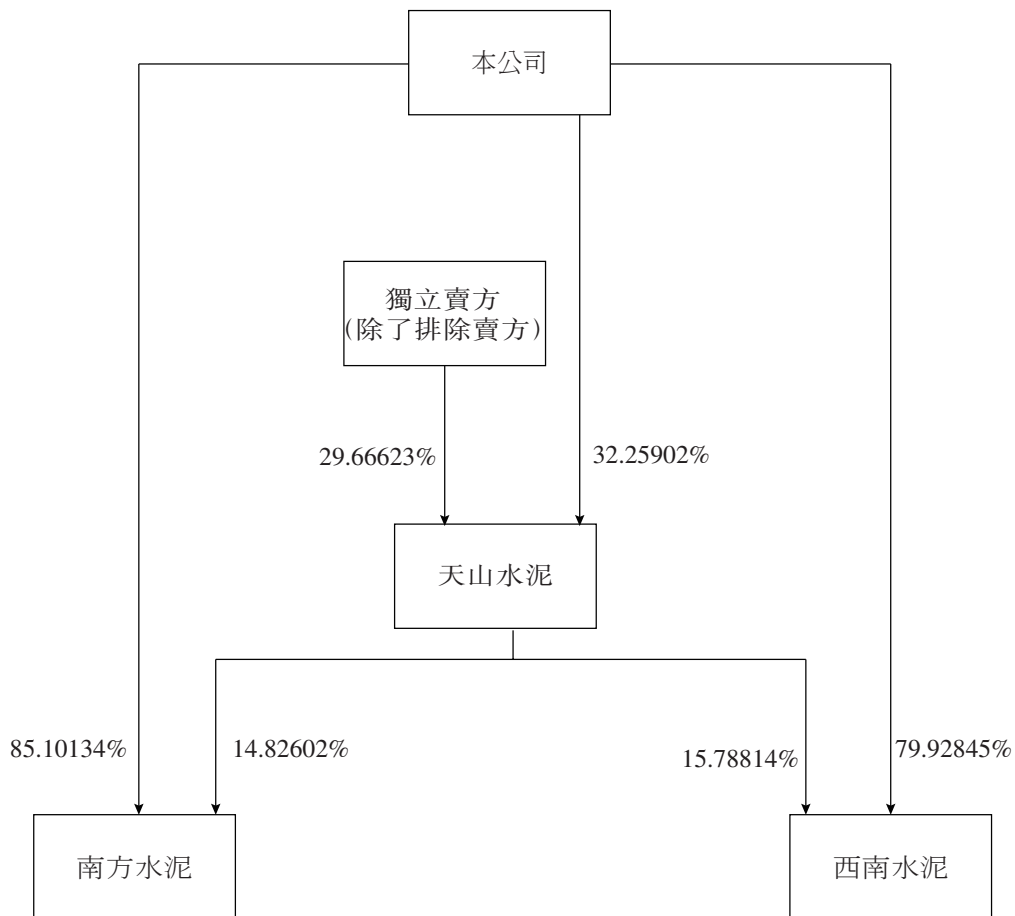 本公司
獨立賣方
(除了排除賣方)
29.66623%
32.25902%
天山水泥
85.10134%
14.82602%
15.78814%
79.92845%
南方水泥
西南水泥